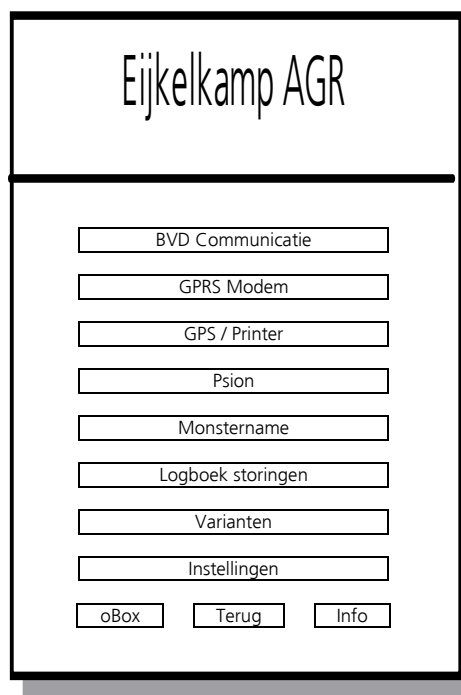 Eijkelkamp AGR
BVD Communicatie
GPRS Modem
GPS / Printer
Psion
Monstername
Logboek storingen
Varianten
Instellingen
oBox Terug Info